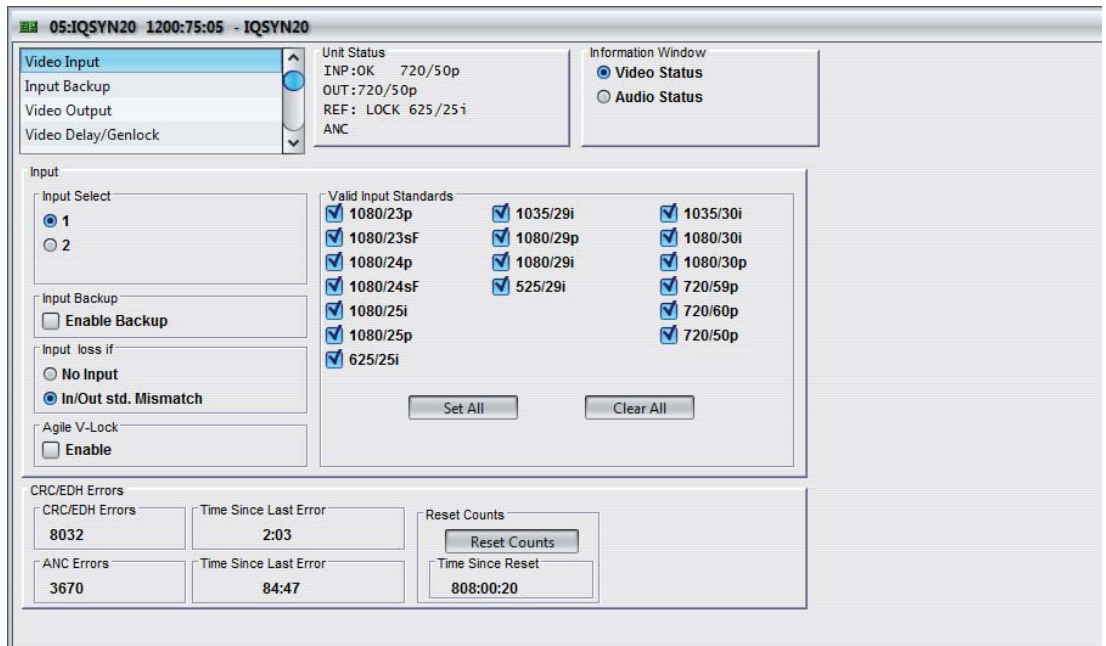 05:IQSYN20 1200:75:05 - IQSYN20
Video Input
Input Backup
Video Output
Video Delay/Genlock
Unit Status
INP:OK 720/50p
OUT:720/50p
REF: LOCK 625/25i
ANC
Information Window
Video Status
Audio Status
Input
Input Select
1
2
Input Backup
Enable Backup
Input loss if
No Input
In/Out std. Mismatch
Agile V-Lock
Enable
Valid Input Standards
1080/23p 1035/29i 1035/30i
1080/23sF 1080/29p 1080/30i
1080/24p 1080/29i 1080/30p
1080/24sF 525/29i 720/59p
1080/25i 720/60p
1080/25p 720/50p
625/25i
Set All Clear All
CRC/EDH Errors
CRC/EDH Errors
8032
Time Since Last Error
2:03
ANC Errors
3670
Time Since Last Error
84:47
Reset Counts
Reset Counts
Time Since Reset
808:00:20